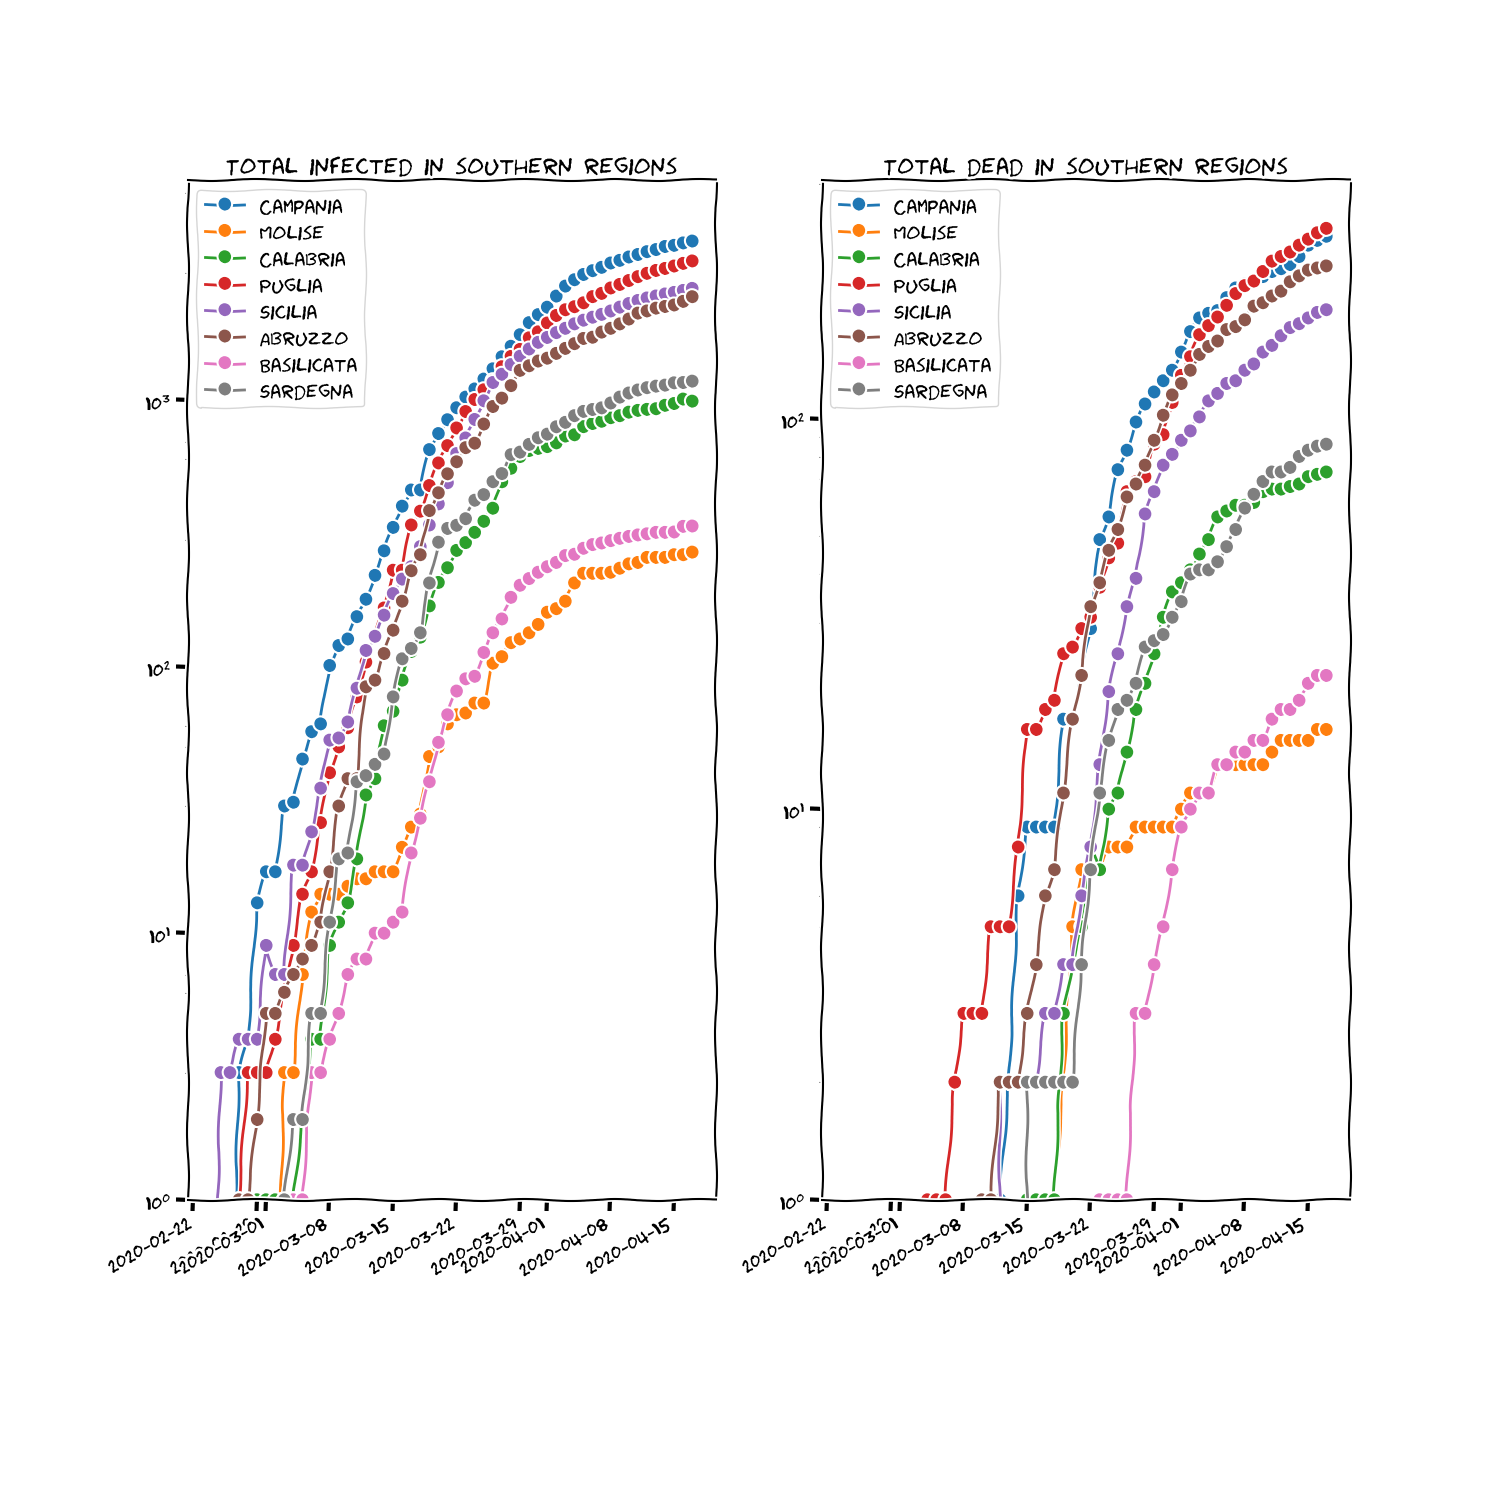 TOTAL INFECTED IN SOUTHERN REGIONS
CAMPANIA
MOLISE
CALABRIA
PUGLIA
SICILIA
ABRUZZO
BASILICATA
SARDEGNA
10³
10²
10¹
10⁰
2020-02-22
2020-03-01
2020-03-08
2020-03-15
2020-03-22
2020-03-29
2020-04-01
2020-04-08
2020-04-15
TOTAL DEAD IN SOUTHERN REGIONS
CAMPANIA
MOLISE
CALABRIA
PUGLIA
SICILIA
ABRUZZO
BASILICATA
SARDEGNA
10²
10¹
10⁰
2020-02-22
2020-03-01
2020-03-08
2020-03-15
2020-03-22
2020-03-29
2020-04-01
2020-04-08
2020-04-15